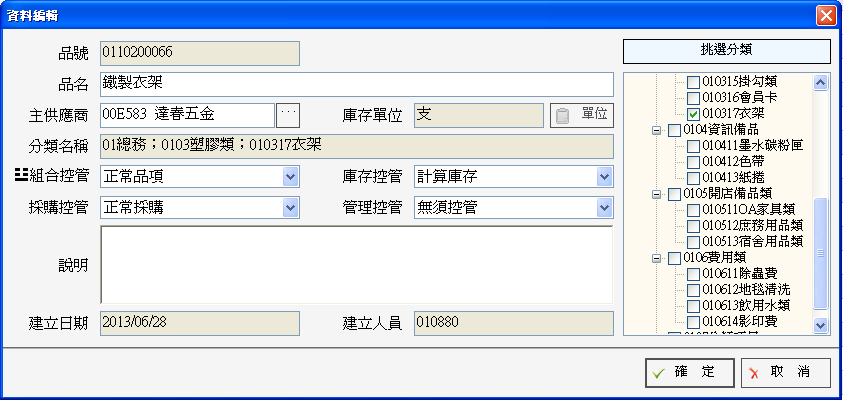 資料編輯
品號 0110200066
品名 鐵製衣架
主供應商 00E583 達春五金 ... 庫存單位 支 單位
分類名稱 01總務；0103塑膠類；010317衣架
組合控管 正常品項 庫存控管 計算庫存
採購控管 正常採購 管理控管 無須控管
說明
建立日期 2013/06/28 建立人員 010880
挑選分類
010315掛勾類
010316會員卡
010317衣架
0104資訊備品
010411墨水碳粉匣
010412色帶
010413紙捲
0105開店備品類
010511OA家具類
010512庶務用品類
010513宿舍用品類
0106費用類
010611除蟲費
010612地毯清洗
010613飲用水類
010614影印費
確 定
取 消